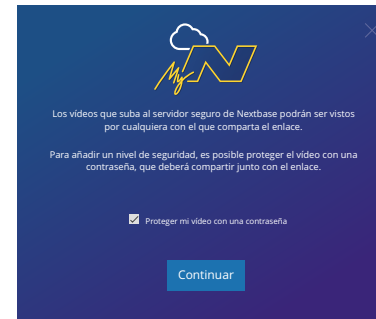 My N
Los vídeos que suba al servidor seguro de Nextbase podrán ser vistos
por cualquiera con el que comparta el enlace.
Para añadir un nivel de seguridad, es posible proteger el vídeo con una
contraseña, que deberá compartir junto con el enlace.
Proteger mi vídeo con una contraseña
Continuar